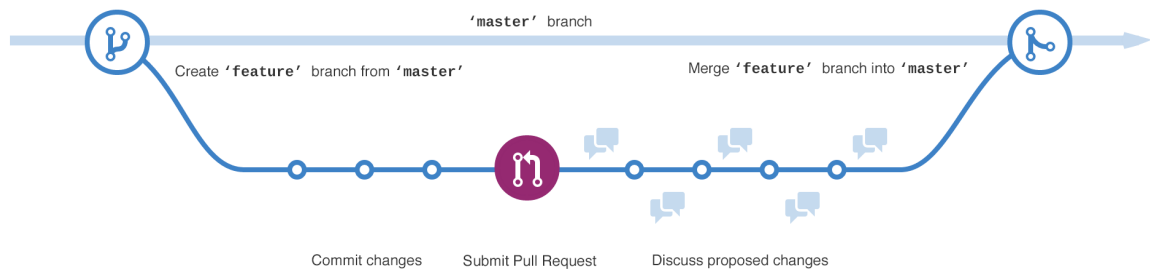 ‘master’ branch
Create ‘feature’ branch from ‘master’
Merge ‘feature’ branch into ‘master’
Commit changes
Submit Pull Request
Discuss proposed changes